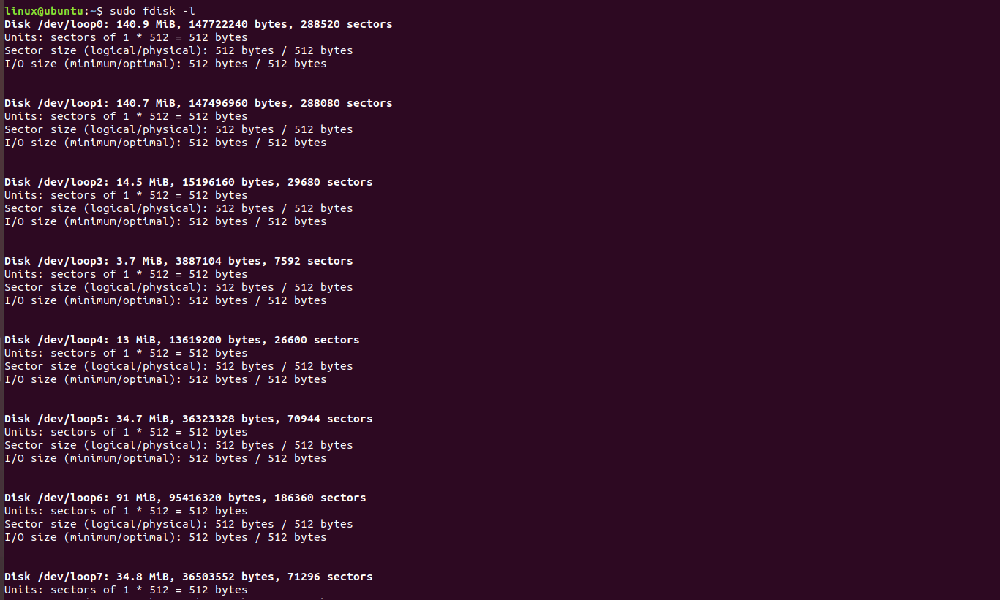 linux@ubuntu:~$ sudo fdisk -l
Disk /dev/loop0: 140.9 MiB, 147722240 bytes, 288520 sectors
Units: sectors of 1 * 512 = 512 bytes
Sector size (logical/physical): 512 bytes / 512 bytes
I/O size (minimum/optimal): 512 bytes / 512 bytes
Disk /dev/loop1: 140.7 MiB, 147496960 bytes, 288080 sectors
Units: sectors of 1 * 512 = 512 bytes
Sector size (logical/physical): 512 bytes / 512 bytes
I/O size (minimum/optimal): 512 bytes / 512 bytes
Disk /dev/loop2: 14.5 MiB, 15196160 bytes, 29680 sectors
Units: sectors of 1 * 512 = 512 bytes
Sector size (logical/physical): 512 bytes / 512 bytes
I/O size (minimum/optimal): 512 bytes / 512 bytes
Disk /dev/loop3: 3.7 MiB, 3887104 bytes, 7592 sectors
Units: sectors of 1 * 512 = 512 bytes
Sector size (logical/physical): 512 bytes / 512 bytes
I/O size (minimum/optimal): 512 bytes / 512 bytes
Disk /dev/loop4: 13 MiB, 13619200 bytes, 26600 sectors
Units: sectors of 1 * 512 = 512 bytes
Sector size (logical/physical): 512 bytes / 512 bytes
I/O size (minimum/optimal): 512 bytes / 512 bytes
Disk /dev/loop5: 34.7 MiB, 36323328 bytes, 70944 sectors
Units: sectors of 1 * 512 = 512 bytes
Sector size (logical/physical): 512 bytes / 512 bytes
I/O size (minimum/optimal): 512 bytes / 512 bytes
Disk /dev/loop6: 91 MiB, 95416320 bytes, 186360 sectors
Units: sectors of 1 * 512 = 512 bytes
Sector size (logical/physical): 512 bytes / 512 bytes
I/O size (minimum/optimal): 512 bytes / 512 bytes
Disk /dev/loop7: 34.8 MiB, 36503552 bytes, 71296 sectors
Units: sectors of 1 * 512 = 512 bytes